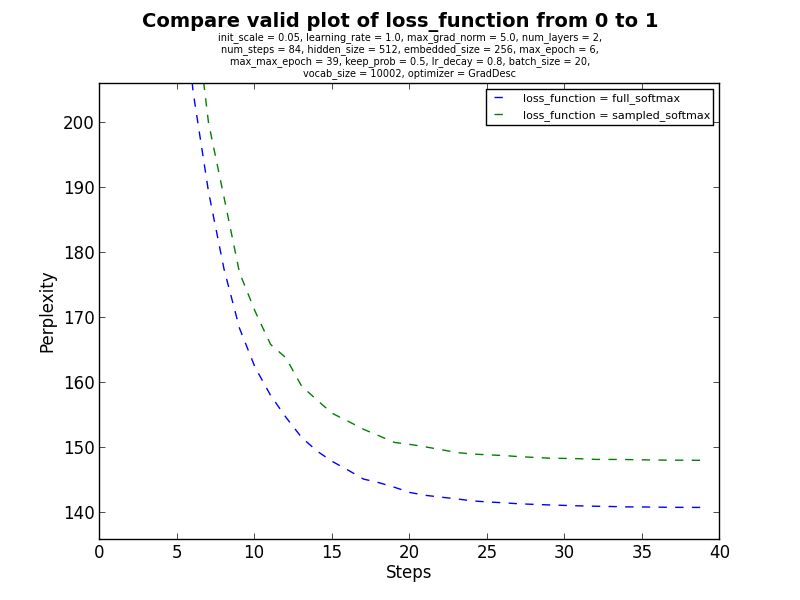 Compare valid plot of loss_function from 0 to 1
init_scale = 0.05, learning_rate = 1.0, max_grad_norm = 5.0, num_layers = 2,
num_steps = 84, hidden_size = 512, embedded_size = 256, max_epoch = 6,
max_max_epoch = 39, keep_prob = 0.5, lr_decay = 0.8, batch_size = 20,
vocab_size = 10002, optimizer = GradDesc
loss_function = full_softmax
loss_function = sampled_softmax
Perplexity
200
190
180
170
160
150
140
0 5 10 15 20 25 30 35 40
Steps